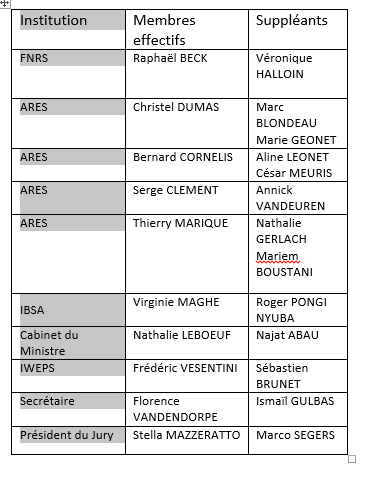 Institution
Membres
effectifs
Suppléants
FNRS
Raphaël BECK
Véronique
HALLOIN
ARES
Christel DUMAS
Marc
BLONDEAU
Marie GEONET
ARES
Bernard CORNELIS
Aline LEONET
César MEURIS
ARES
Serge CLEMENT
Annick
VANDEUREN
ARES
Thierry MARIQUE
Nathalie
GERLACH
Mariem
BOUSTANI
IBSA
Virginie MAGHE
Roger PONGI
NYUBA
Cabinet du
Ministre
Nathalie LEBOEUF
Najat ABAU
IWEPS
Frédéric VESENTINI
Sébastien
BRUNET
Secrétaire
Florence
VANDENDORPE
Ismaïl GULBAS
Président du Jury
Stella MAZZERATTO
Marco SEGERS